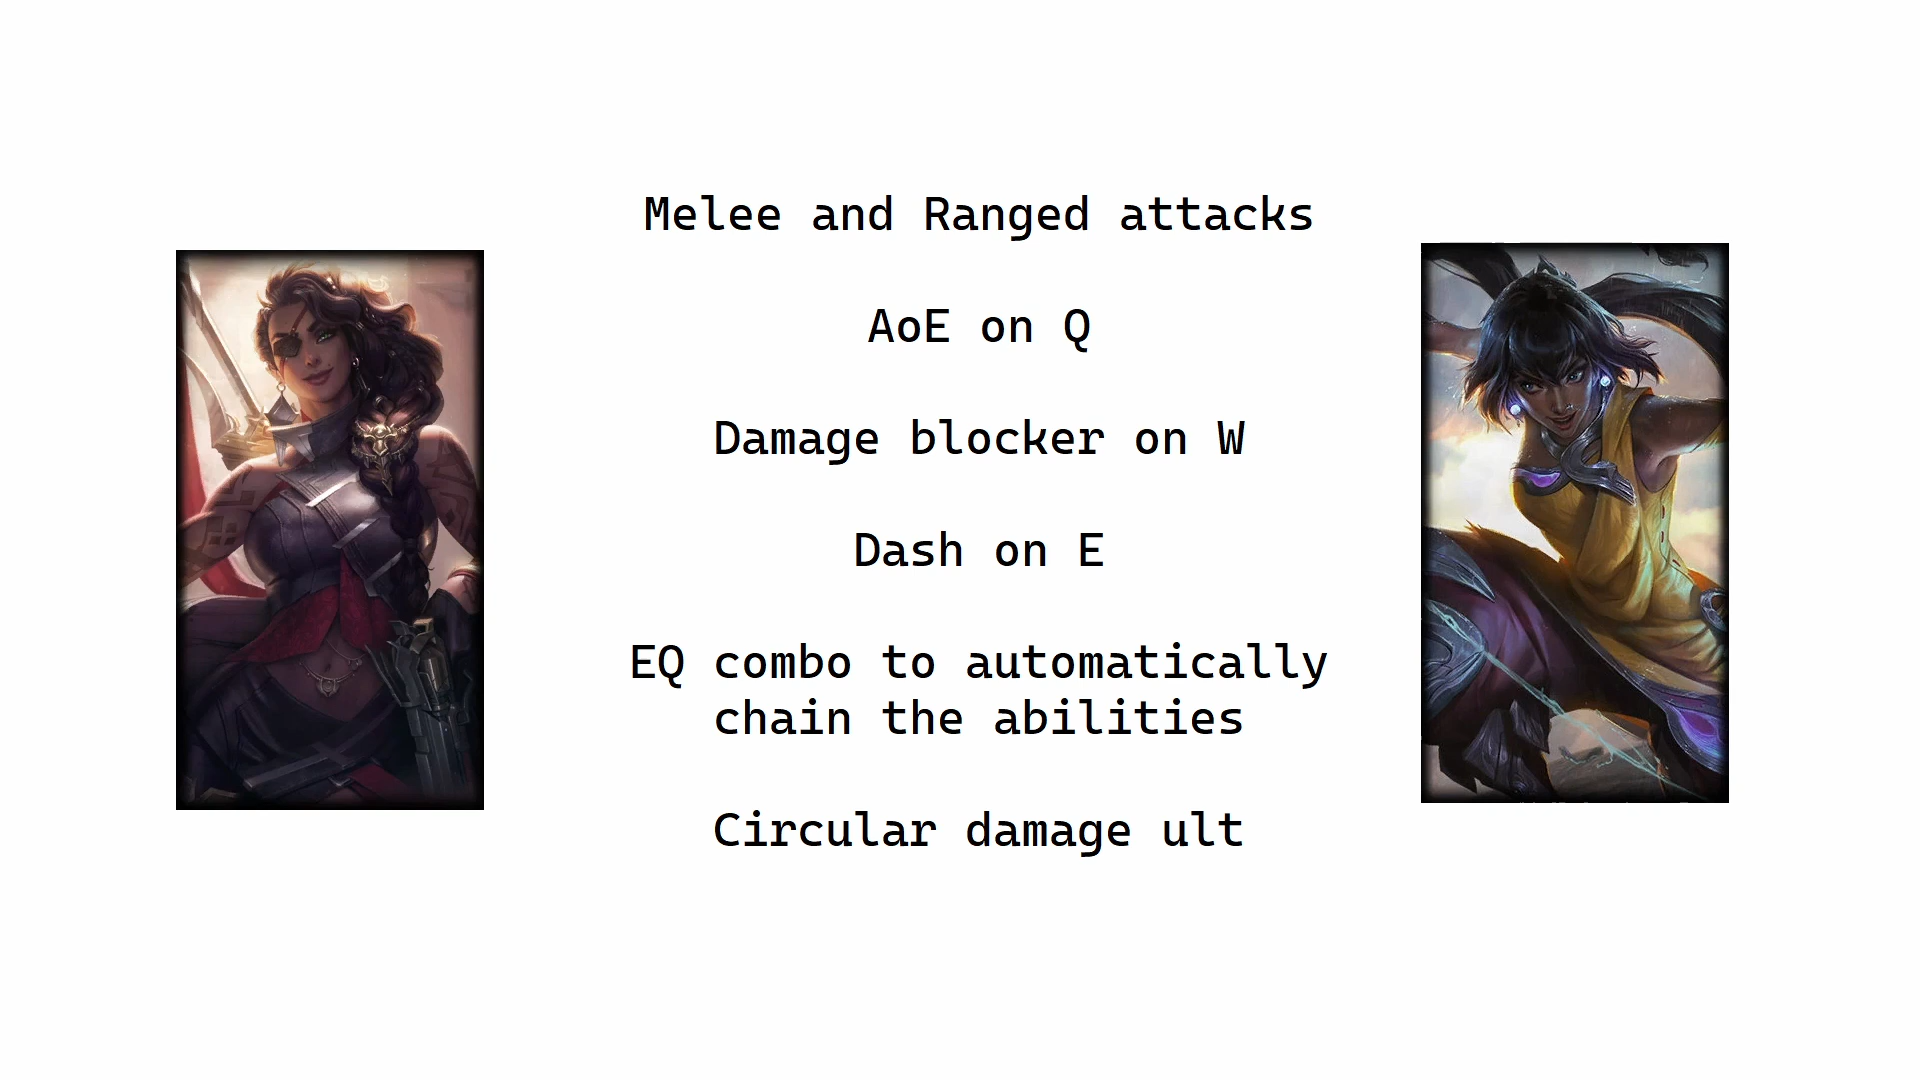 Melee and Ranged attacks
AoE on Q
Damage blocker on W
Dash on E
EQ combo to automatically
chain the abilities
Circular damage ult